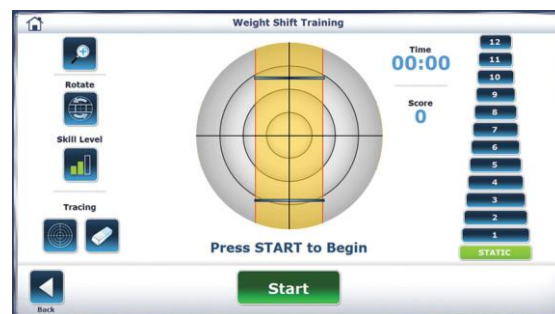 Weight Shift Training
Rotate
Skill Level
Tracing
Back
Time
00:00
Score
0
Press START to Begin
Start
12
11
10
9
8
7
6
5
4
3
2
1
STATIC